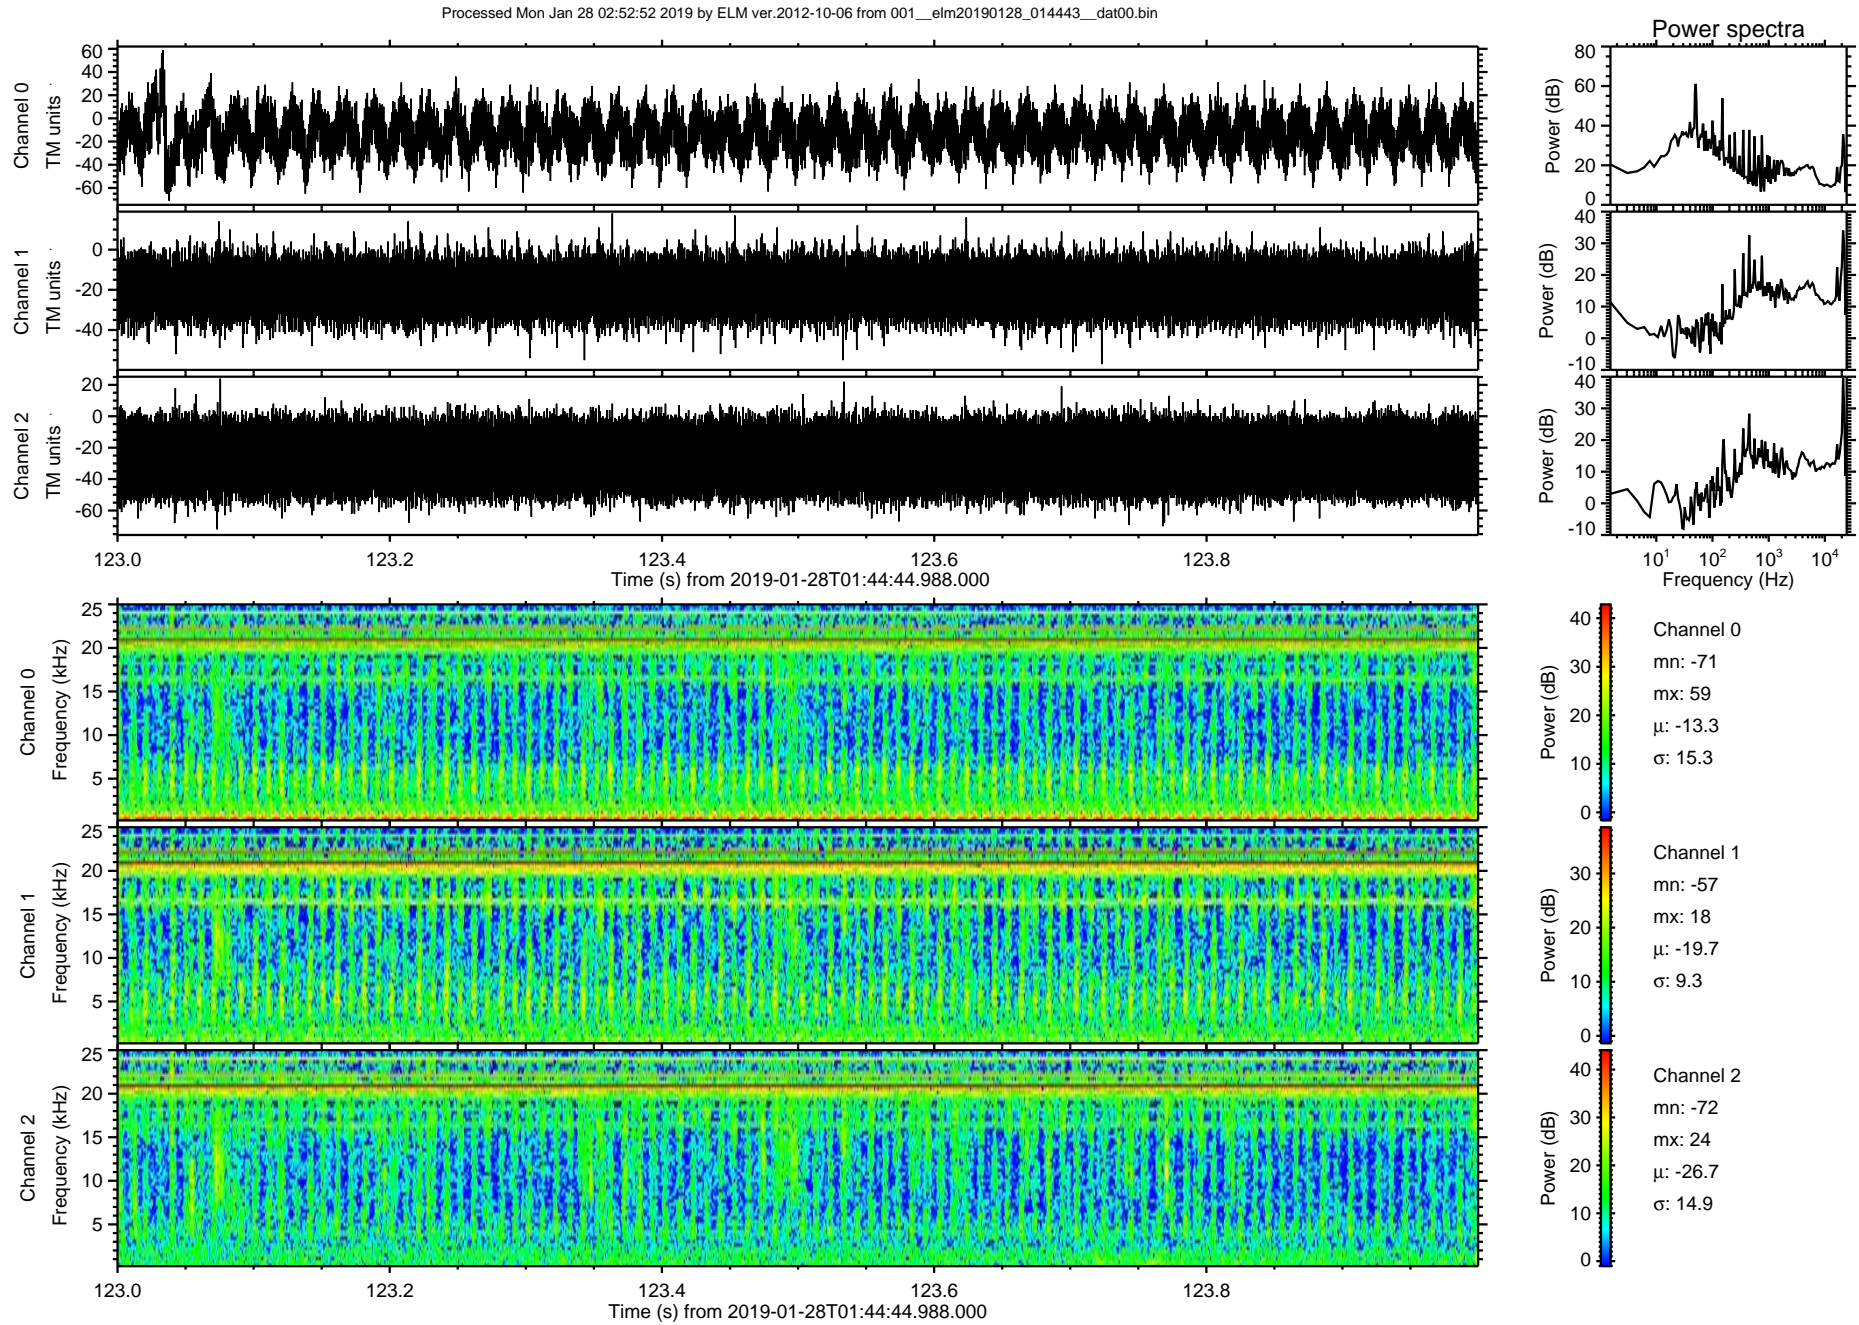 Processed Mon Jan 28 02:52:52 2019 by ELM ver.2012-10-06 from 001__elm20190128_014443__dat00.bin
Power spectra
Channel 0
TM units
60
40
20
0
-20
-40
-60
Power (dB)
80
60
40
20
0
Channel 1
TM units
0
-20
-40
Power (dB)
40
30
20
10
0
-10
Channel 2
TM units
20
0
-20
-40
-60
Power (dB)
40
30
20
10
0
-10
123.0 123.2 123.4 123.6 123.8
Time (s) from 2019-01-28T01:44:44.988.000
10^1 10^2 10^3 10^4
Frequency (Hz)
Channel 0
Frequency (kHz)
25
20
15
10
5
Power (dB)
40
30
20
10
0
Channel 0
mn: -71
mx: 59
μ: -13.3
σ: 15.3
Channel 1
Frequency (kHz)
25
20
15
10
5
Power (dB)
30
20
10
0
Channel 1
mn: -57
mx: 18
μ: -19.7
σ: 9.3
Channel 2
Frequency (kHz)
25
20
15
10
5
Power (dB)
40
30
20
10
0
Channel 2
mn: -72
mx: 24
μ: -26.7
σ: 14.9
123.0 123.2 123.4 123.6 123.8
Time (s) from 2019-01-28T01:44:44.988.000